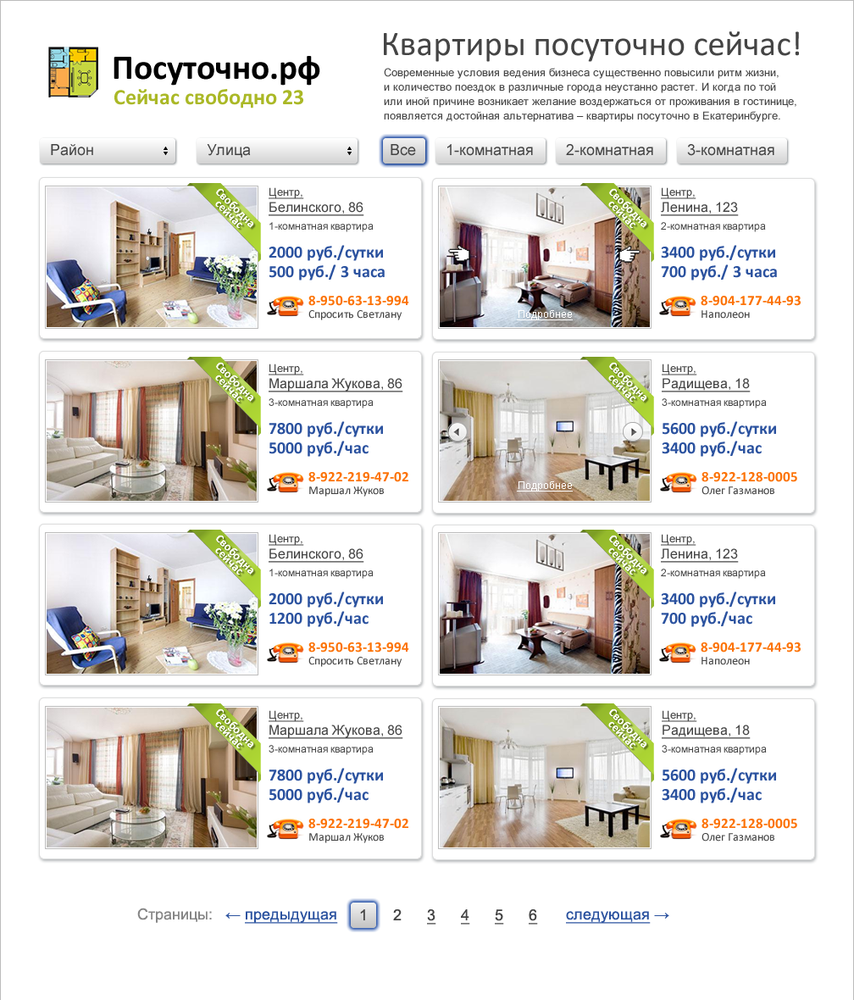 Посуточно.рф
Сейчас свободно 23
Квартиры посуточно сейчас!
Современные условия ведения бизнеса существенно повысили ритм жизни,
и количество поездок в различные города неустанно растет. И когда по той
или иной причине возникает желание воздержаться от проживания в гостинице,
появляется достойная альтернатива – квартиры посуточно в Екатеринбурге.
Район
Улица
Все
1-комнатная
2-комнатная
3-комнатная
Свободна
сейчас
Центр,
Белинского, 86
1-комнатная квартира
2000 руб./сутки
500 руб./ 3 часа
8-950-63-13-994
Спросить Светлану
Свободна
сейчас
Подробнее
Центр,
Ленина, 123
2-комнатная квартира
3400 руб./сутки
700 руб./ 3 часа
8-904-177-44-93
Наполеон
Свободна
сейчас
Центр,
Маршала Жукова, 86
3-комнатная квартира
7800 руб./сутки
5000 руб./час
8-922-219-47-02
Маршал Жуков
Свободна
сейчас
Подробнее
Центр,
Радищева, 18
3-комнатная квартира
5600 руб./сутки
3400 руб./час
8-922-128-0005
Олег Газманов
Свободна
сейчас
Центр,
Белинского, 86
1-комнатная квартира
2000 руб./сутки
1200 руб./час
8-950-63-13-994
Спросить Светлану
Свободна
сейчас
Центр,
Ленина, 123
2-комнатная квартира
3400 руб./сутки
700 руб./час
8-904-177-44-93
Наполеон
Свободна
сейчас
Центр,
Маршала Жукова, 86
3-комнатная квартира
7800 руб./сутки
5000 руб./час
8-922-219-47-02
Маршал Жуков
Свободна
сейчас
Центр,
Радищева, 18
3-комнатная квартира
5600 руб./сутки
3400 руб./час
8-922-128-0005
Олег Газманов
Страницы: ← предыдущая 1 2 3 4 5 6 следующая →